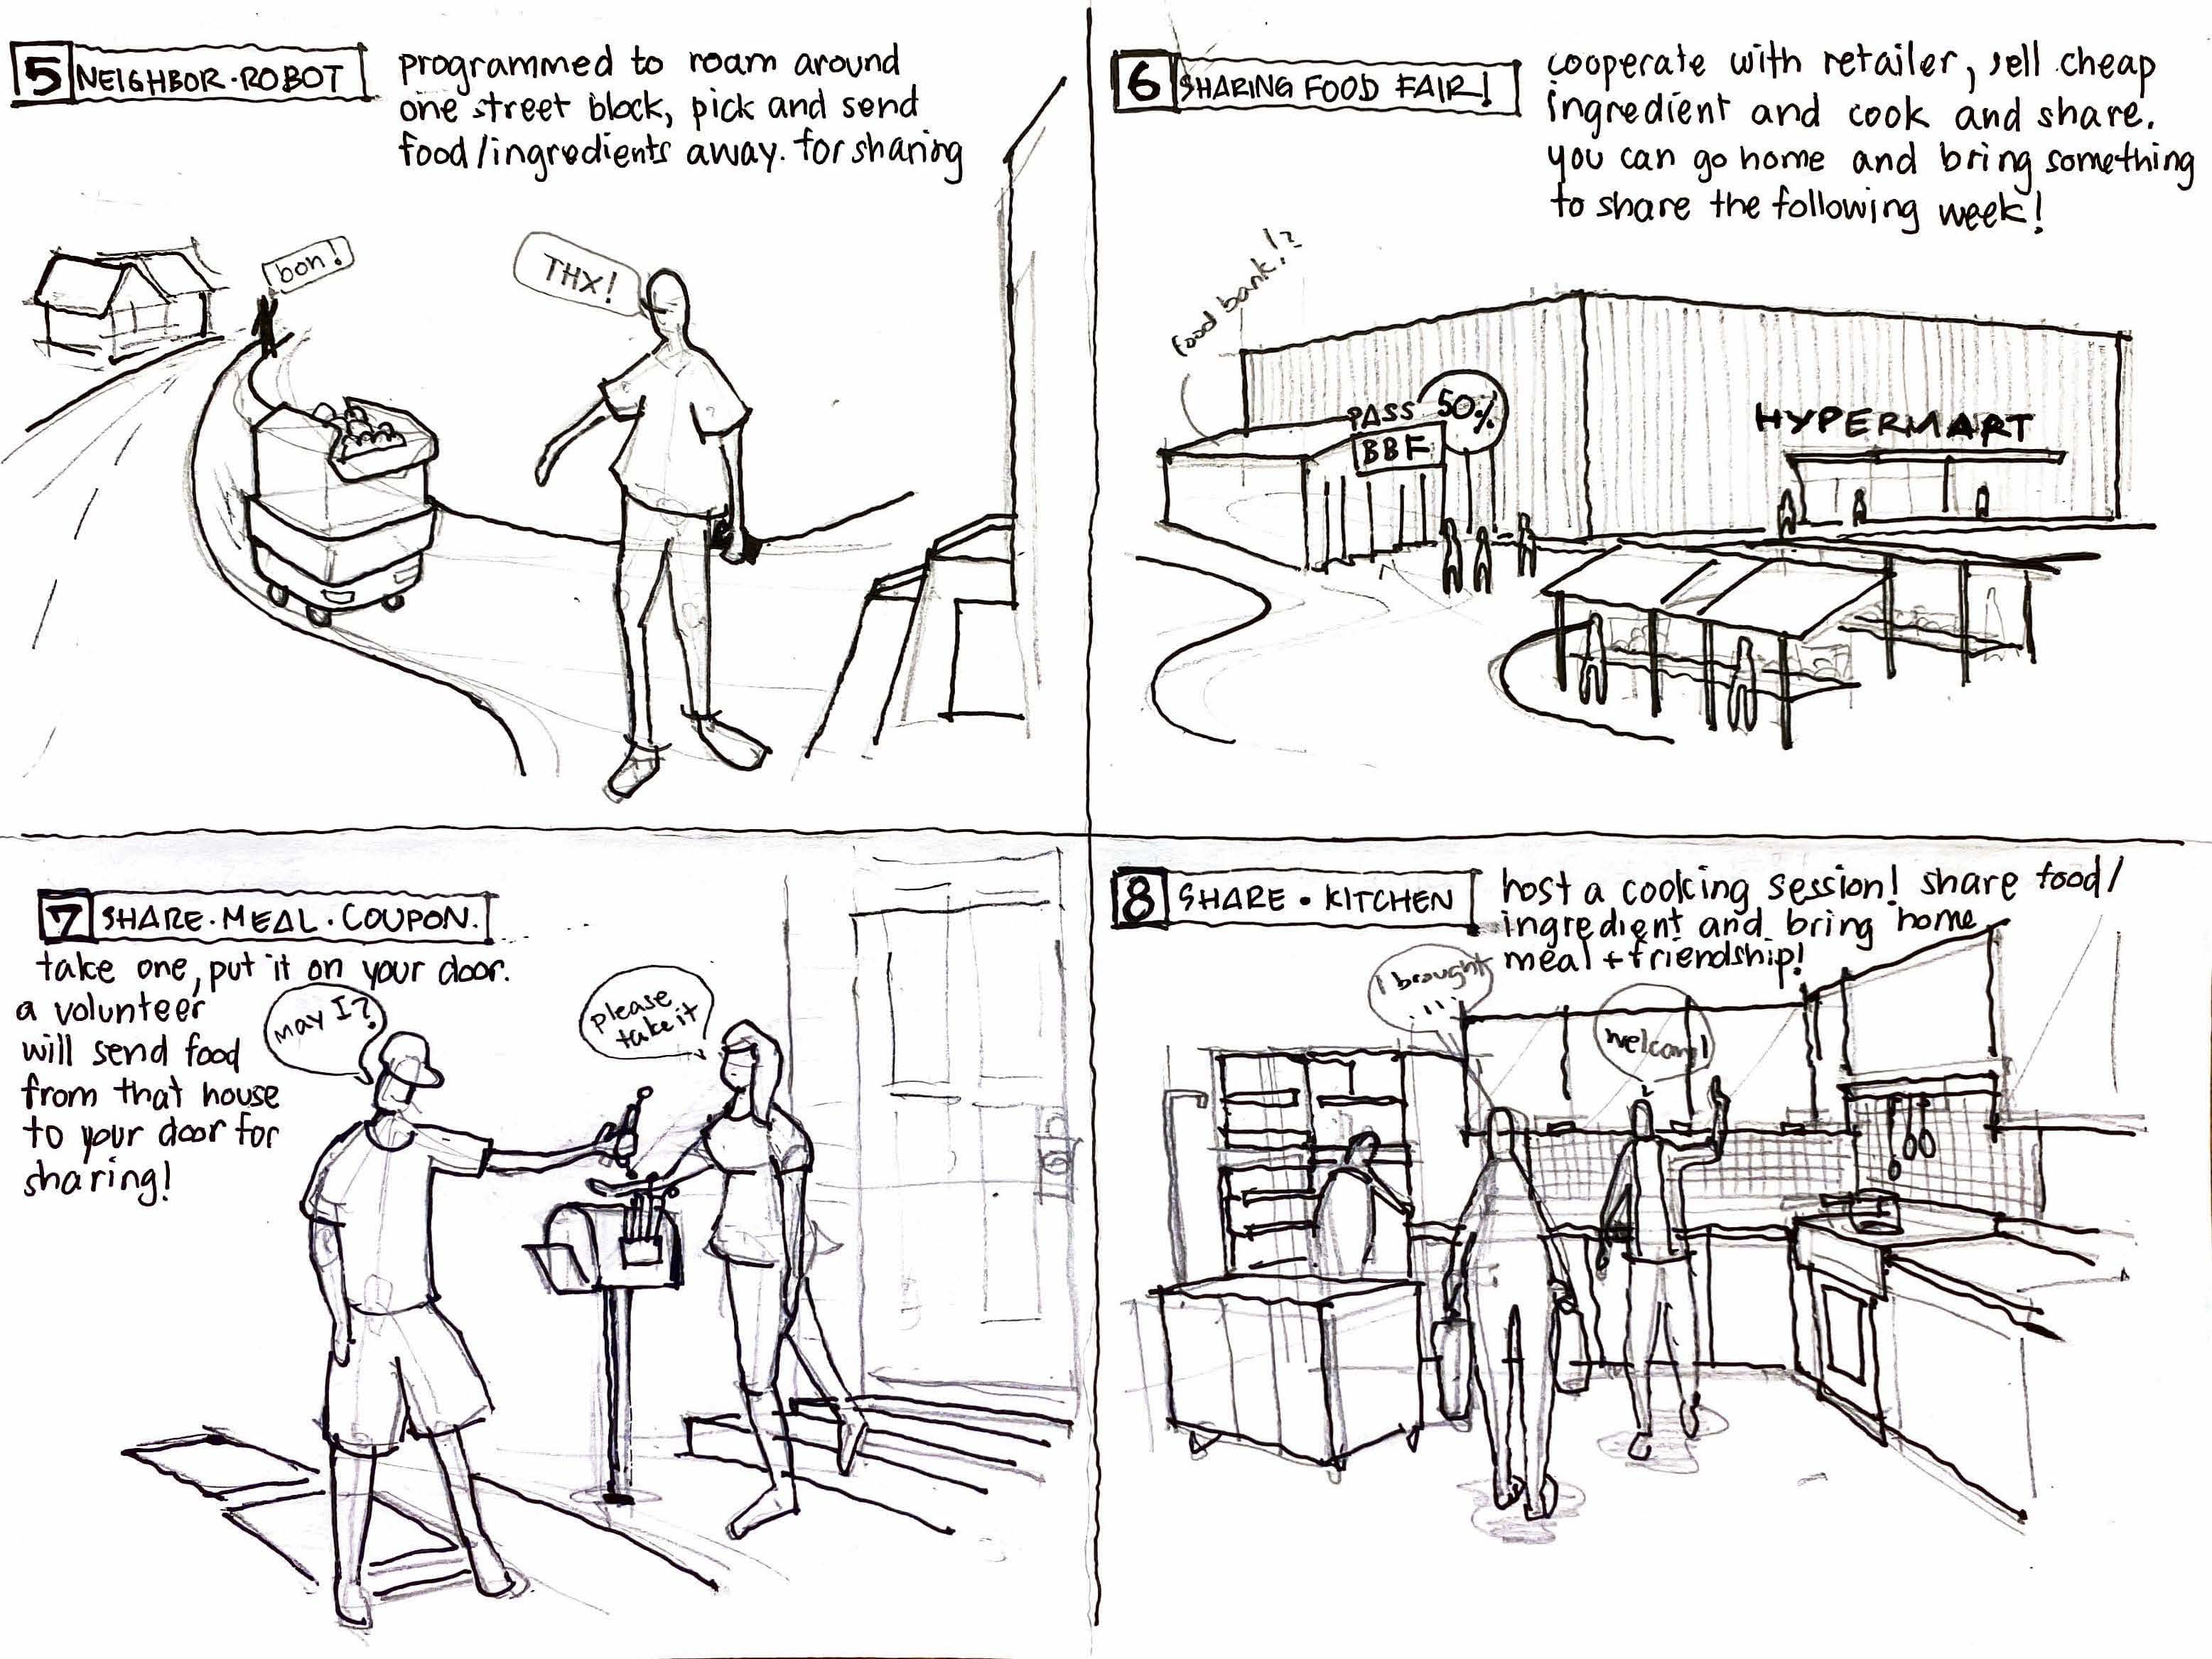 5 NEIGHBOR·ROBOT
programmed to roam around
one street block, pick and send
food/ingredients away. for sharing
bon!
THX!
6 SHARING FOOD FAIR!
cooperate with retailer, sell cheap
ingredient and cook and share.
you can go home and bring something
to share the following week!
food bank!?
PASS 50%
BBF
HYPERMART
7 SHARE·MEAL·COUPON.
take one, put it on your door.
a volunteer
will send food
from that house
to your door for
sharing!
may I?
please
take it
8 SHARE·KITCHEN
host a cooking session! share food/
ingredient and bring home
meal + friendship!
I brought
...
welcom!